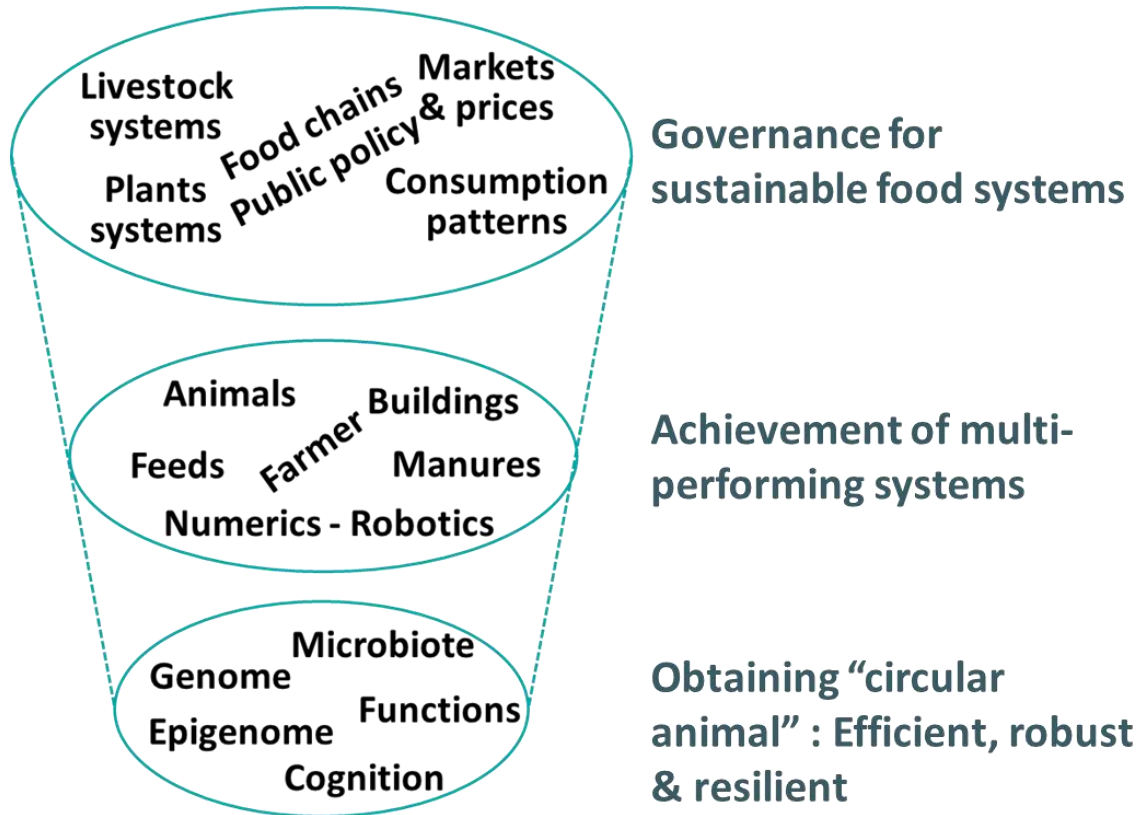 Livestock
systems
Food chains
Public policy
Markets
& prices
Plants
systems
Consumption
patterns
Governance for
sustainable food systems
Animals
Buildings
Farmer
Feeds
Manures
Numerics - Robotics
Achievement of multi-
performing systems
Microbiote
Genome
Functions
Epigenome
Cognition
Obtaining “circular
animal” : Efficient, robust
& resilient